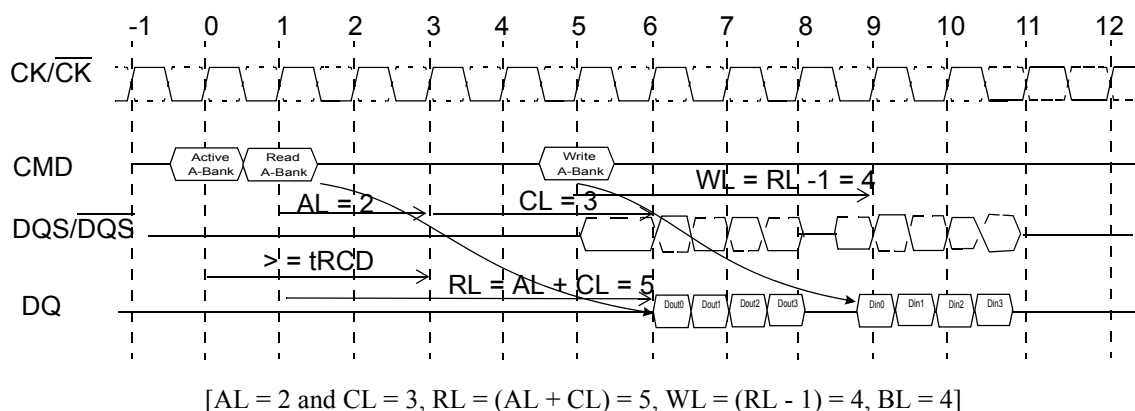 -1 0 1 2 3 4 5 6 7 8 9 10 11 12
CK/CK
CMD
Active A-Bank
Read A-Bank
Write A-Bank
WL = RL -1 = 4
AL = 2
CL = 3
DQS/DQS
> = tRCD
RL = AL + CL = 5
DQ
Dout0 Dout1 Dout2 Dout3 Din0 Din1 Din2 Din3
[AL = 2 and CL = 3, RL = (AL + CL) = 5, WL = (RL - 1) = 4, BL = 4]